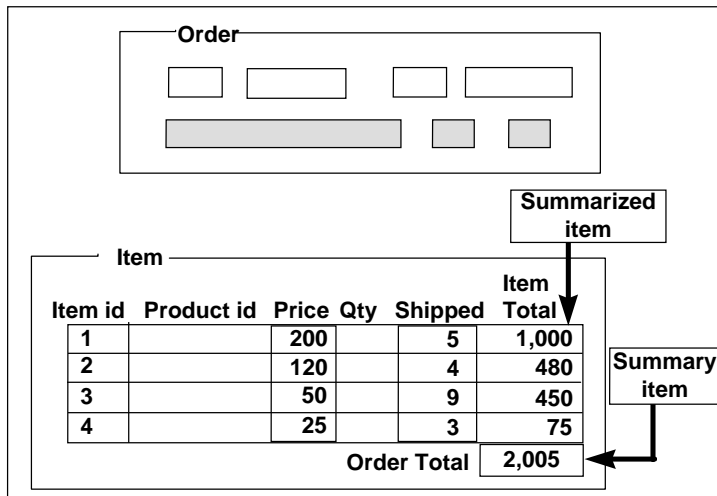 Order
Summarized
item
Item
Item id Product id Price Qty Shipped Item Total
1 200 5 1,000
2 120 4 480
3 50 9 450
4 25 3 75
Summary
item
Order Total 2,005